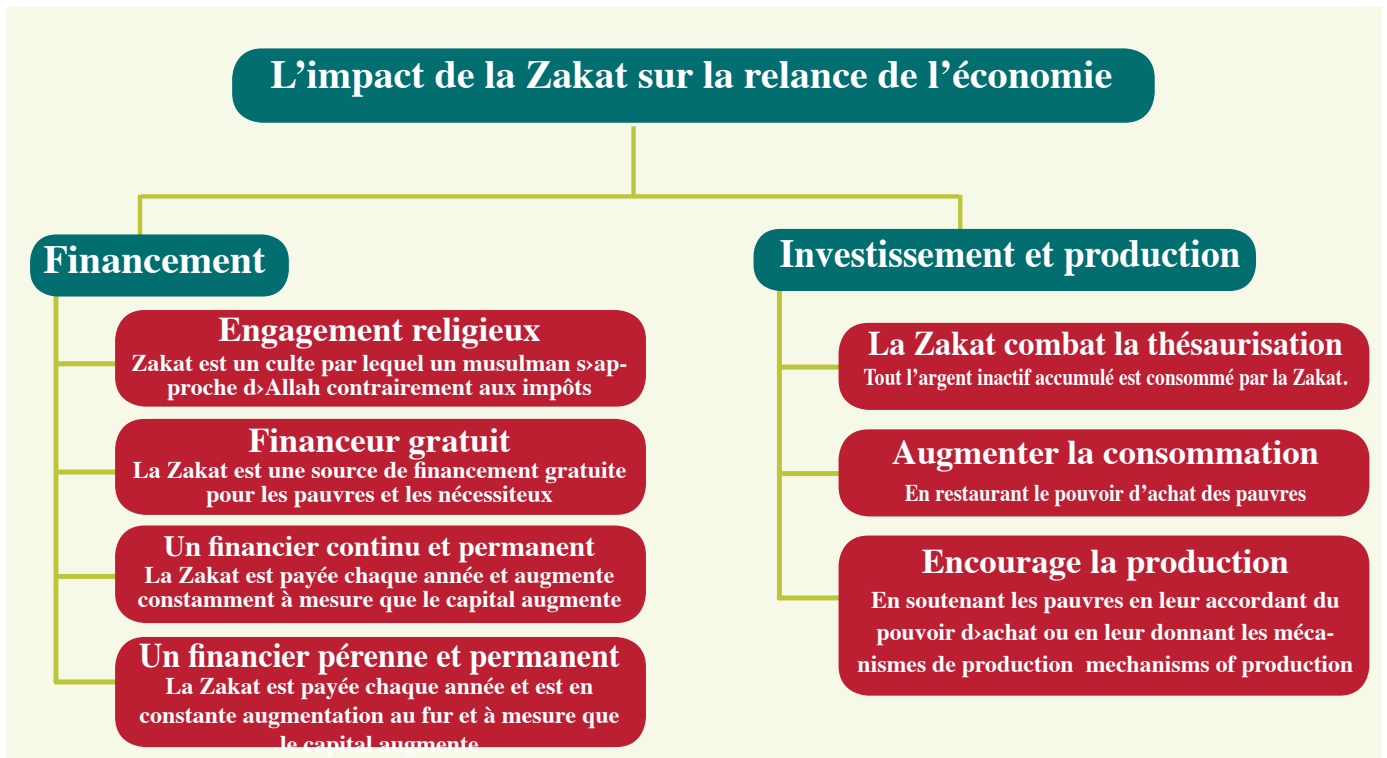 L’impact de la Zakat sur la relance de l’économie
Financement
Engagement religieux
Zakat est un culte par lequel un musulman s›ap-
proche d›Allah contrairement aux impôts
Financeur gratuit
La Zakat est une source de financement gratuite
pour les pauvres et les nécessiteux
Un financier continu et permanent
La Zakat est payée chaque année et augmente
constamment à mesure que le capital augmente
Un financier pérenne et permanent
La Zakat est payée chaque année et est en
constante augmentation au fur et à mesure que
le capital augmente
Investissement et production
La Zakat combat la thésaurisation
Tout l’argent inactif accumulé est consommé par la Zakat.
Augmenter la consommation
En restaurant le pouvoir d’achat des pauvres
Encourage la production
En soutenant les pauvres en leur accordant du
pouvoir d›achat ou en leur donnant les méca-
nismes de production  mechanisms of production